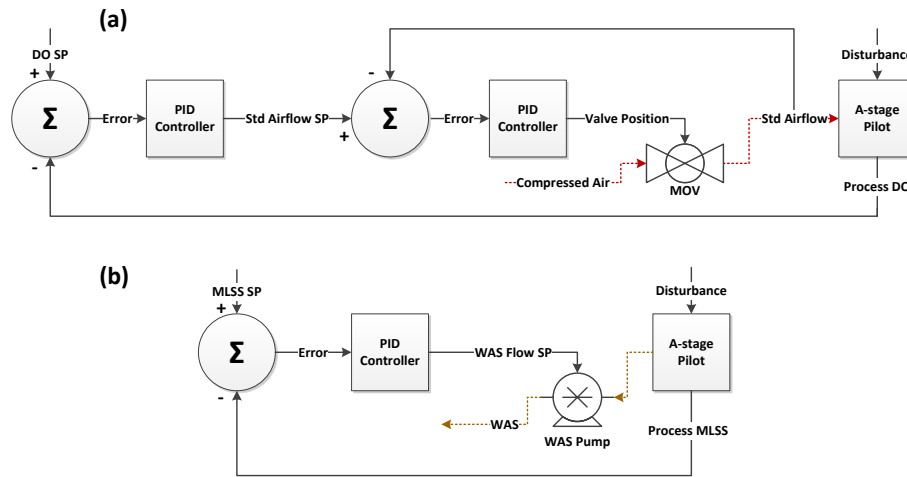 (a)
DO SP
+
Σ
-
Error
PID
Controller
Std Airflow SP
-
+
Σ
Error
PID
Controller
Valve Position
Compressed Air
MOV
Std Airflow
Disturbance
A-stage
Pilot
Process DO
(b)
MLSS SP
+
Σ
-
Error
PID
Controller
WAS Flow SP
WAS
WAS Pump
Disturbance
A-stage
Pilot
Process MLSS